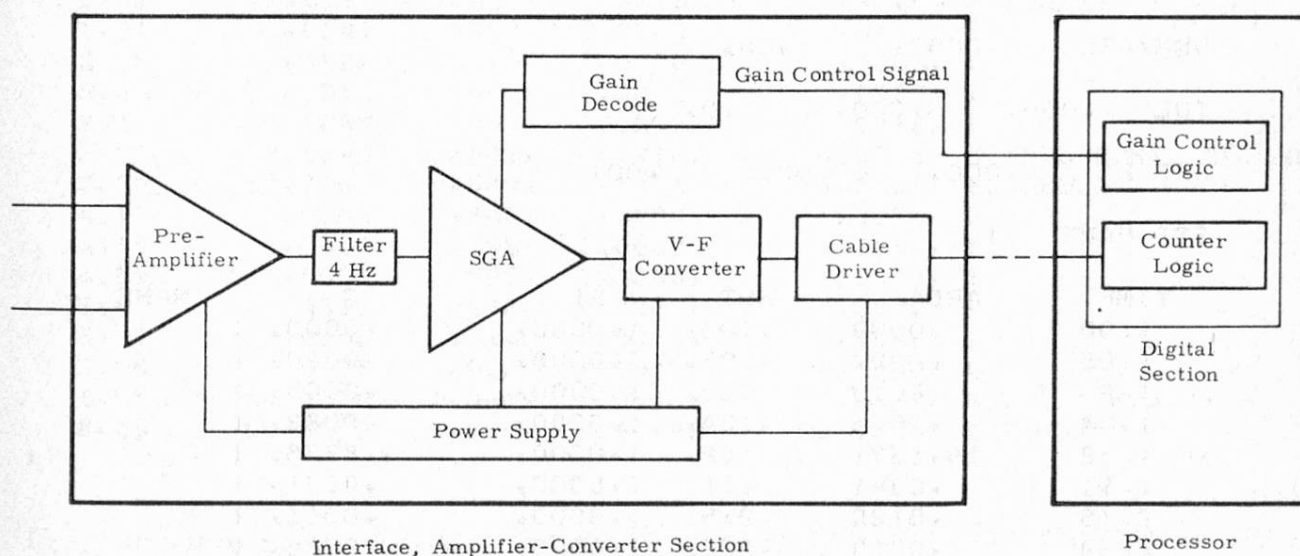 Gain
Decode
Gain Control Signal
Gain Control
Logic
Pre-
Amplifier
Filter
4 Hz
SGA
V-F
Converter
Cable
Driver
Counter
Logic
Digital
Section
Power Supply
Interface, Amplifier-Converter Section
Processor